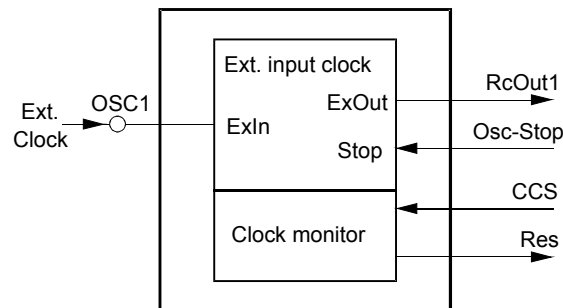 Ext. input clock
RcOut1
ExOut
OSC1
Ext.
Clock
ExIn
Osc-Stop
Stop
CCS
Clock monitor
Res